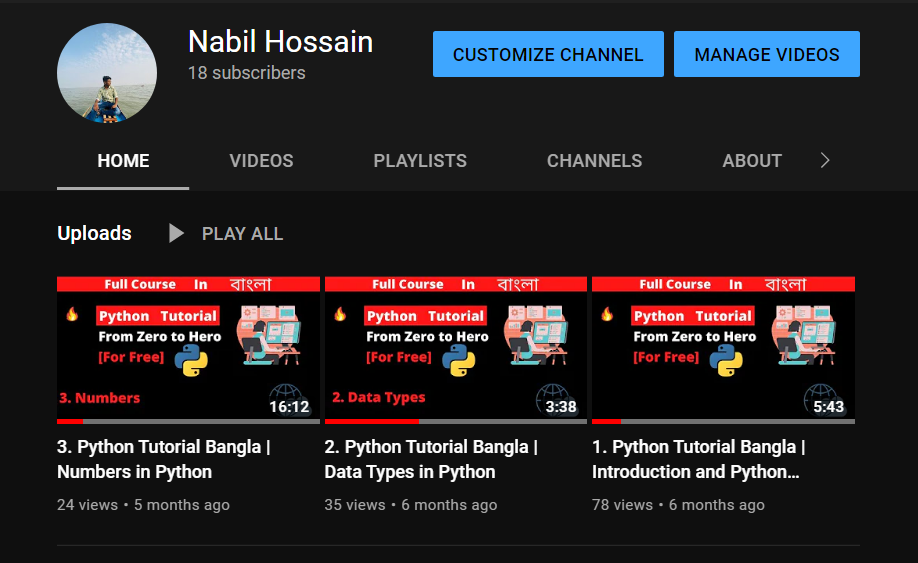 Nabil Hossain
18 subscribers
CUSTOMIZE CHANNEL
MANAGE VIDEOS
HOME
VIDEOS
PLAYLISTS
CHANNELS
ABOUT
Uploads
PLAY ALL
Full Course In বাংলা
Python Tutorial
From Zero to Hero
[For Free]
3. Numbers
16:12
3. Python Tutorial Bangla |
Numbers in Python
24 views • 5 months ago
Full Course In বাংলা
Python Tutorial
From Zero to Hero
[For Free]
2. Data Types
3:38
2. Python Tutorial Bangla |
Data Types in Python
35 views • 6 months ago
Full Course In বাংলা
Python Tutorial
From Zero to Hero
[For Free]
5:43
1. Python Tutorial Bangla |
Introduction and Python...
78 views • 6 months ago